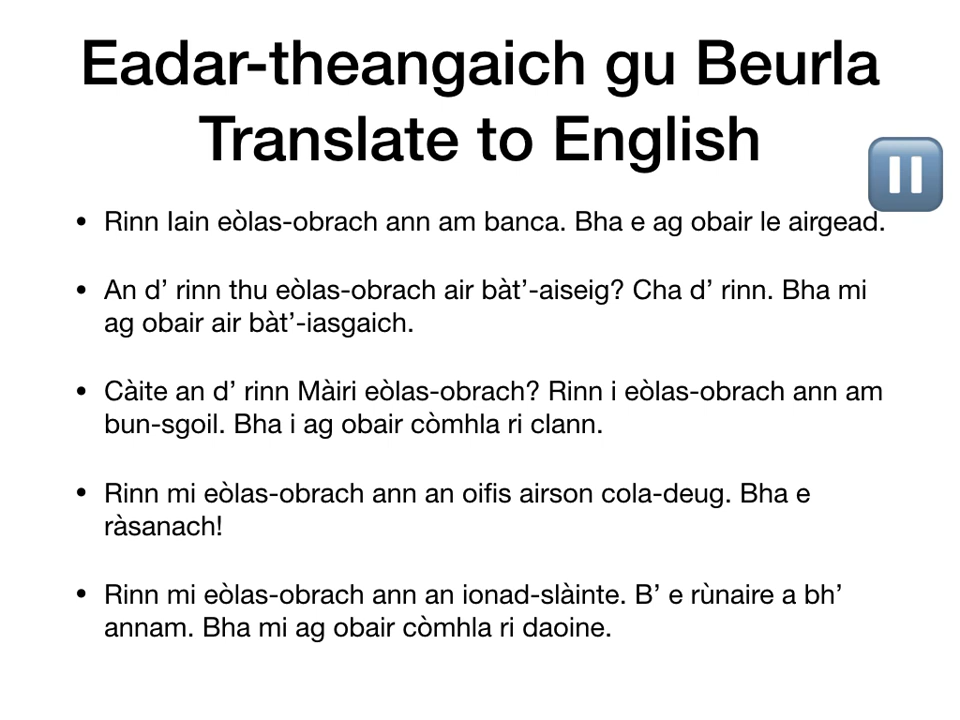 Eadar-theangaich gu Beurla
Translate to English
• Rinn Iain eòlas-obrach ann am banca. Bha e ag obair le airgead.
• An d’ rinn thu eòlas-obrach air bàt’-aiseig? Cha d’ rinn. Bha mi
ag obair air bàt’-iasgaich.
• Càite an d’ rinn Màiri eòlas-obrach? Rinn i eòlas-obrach ann am
bun-sgoil. Bha i ag obair còmhla ri clann.
• Rinn mi eòlas-obrach ann an oifis airson cola-deug. Bha e
ràsanach!
• Rinn mi eòlas-obrach ann an ionad-slàinte. B’ e rùnaire a bh’
annam. Bha mi ag obair còmhla ri daoine.